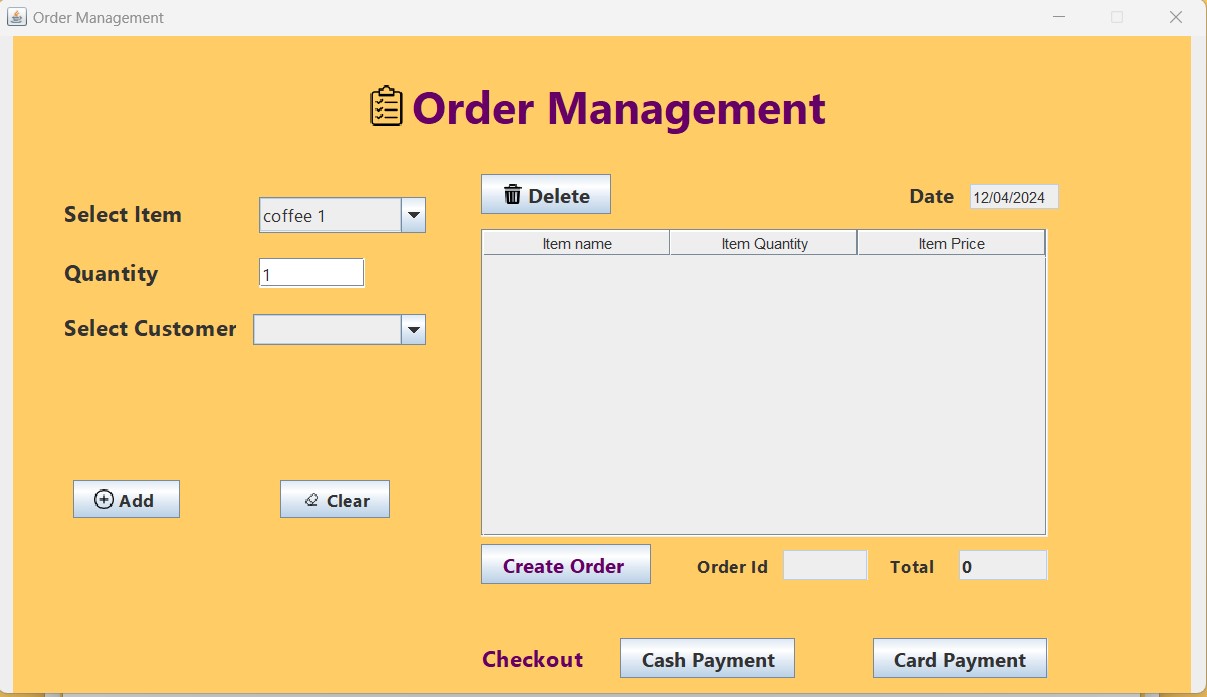 Order Management
Order Management
Delete
Date 12/04/2024
Select Item coffee 1
Item name Item Quantity Item Price
Quantity 1
Select Customer
Add Clear
Create Order Order Id Total 0
Checkout Cash Payment Card Payment